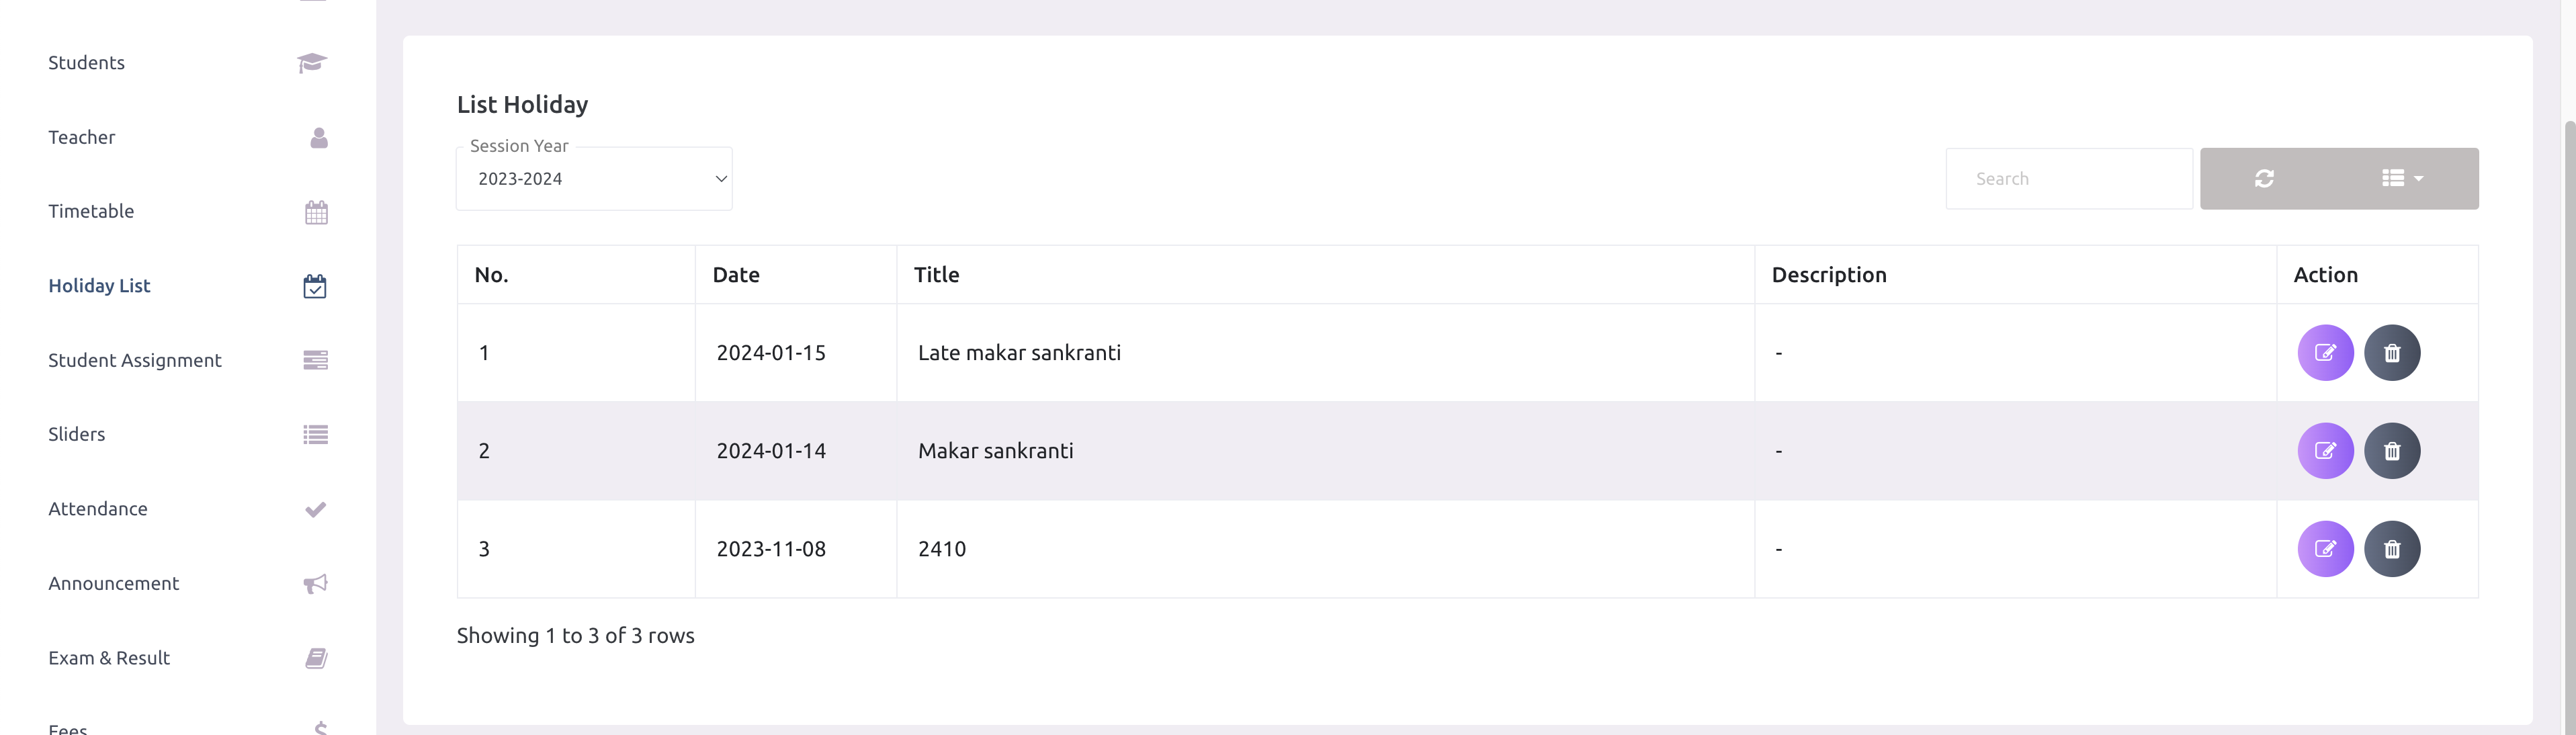 Students
Teacher
Timetable
Holiday List
Student Assignment
Sliders
Attendance
Announcement
Exam & Result
Fees
List Holiday
Session Year
2023-2024
Search
No. Date Title Description Action
1 2024-01-15 Late makar sankranti -
2 2024-01-14 Makar sankranti -
3 2023-11-08 2410 -
Showing 1 to 3 of 3 rows